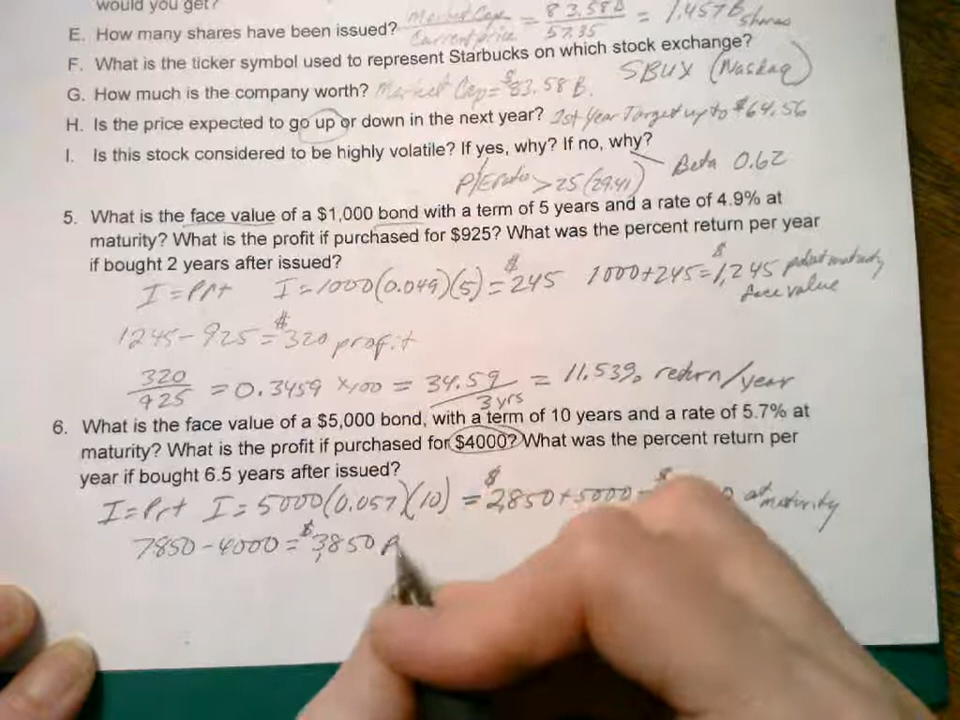 would you get?
E. How many shares have been issued? Market Cap / Current price = 83.58B / 57.35 = 1.457B shares
F. What is the ticker symbol used to represent Starbucks on which stock exchange?
SBUX (Nasdaq)
G. How much is the company worth? Market Cap = $83.58 B.
H. Is the price expected to go up or down in the next year? 1st Year Target up to $64.56
I. Is this stock considered to be highly volatile? If yes, why? If no, why?
P/E ratio > 25 (29.41) Beta 0.62
5. What is the face value of a $1,000 bond with a term of 5 years and a rate of 4.9% at
maturity? What is the profit if purchased for $925? What was the percent return per year
if bought 2 years after issued?
I = Prt I = 1000(0.049)(5) = $245 1000+245 = $1,245 at maturity
face value
1245 - 925 = $320 profit
320 / 925 = 0.3459 x100 = 34.59 / 3 yrs = 11.53% return/year
6. What is the face value of a $5,000 bond, with a term of 10 years and a rate of 5.7% at
maturity? What is the profit if purchased for $4000? What was the percent return per
year if bought 6.5 years after issued?
I = Prt I = 5000(0.057)(10) = $2,850 + 5000 = $ at maturity
7850 - 4000 = $3,850